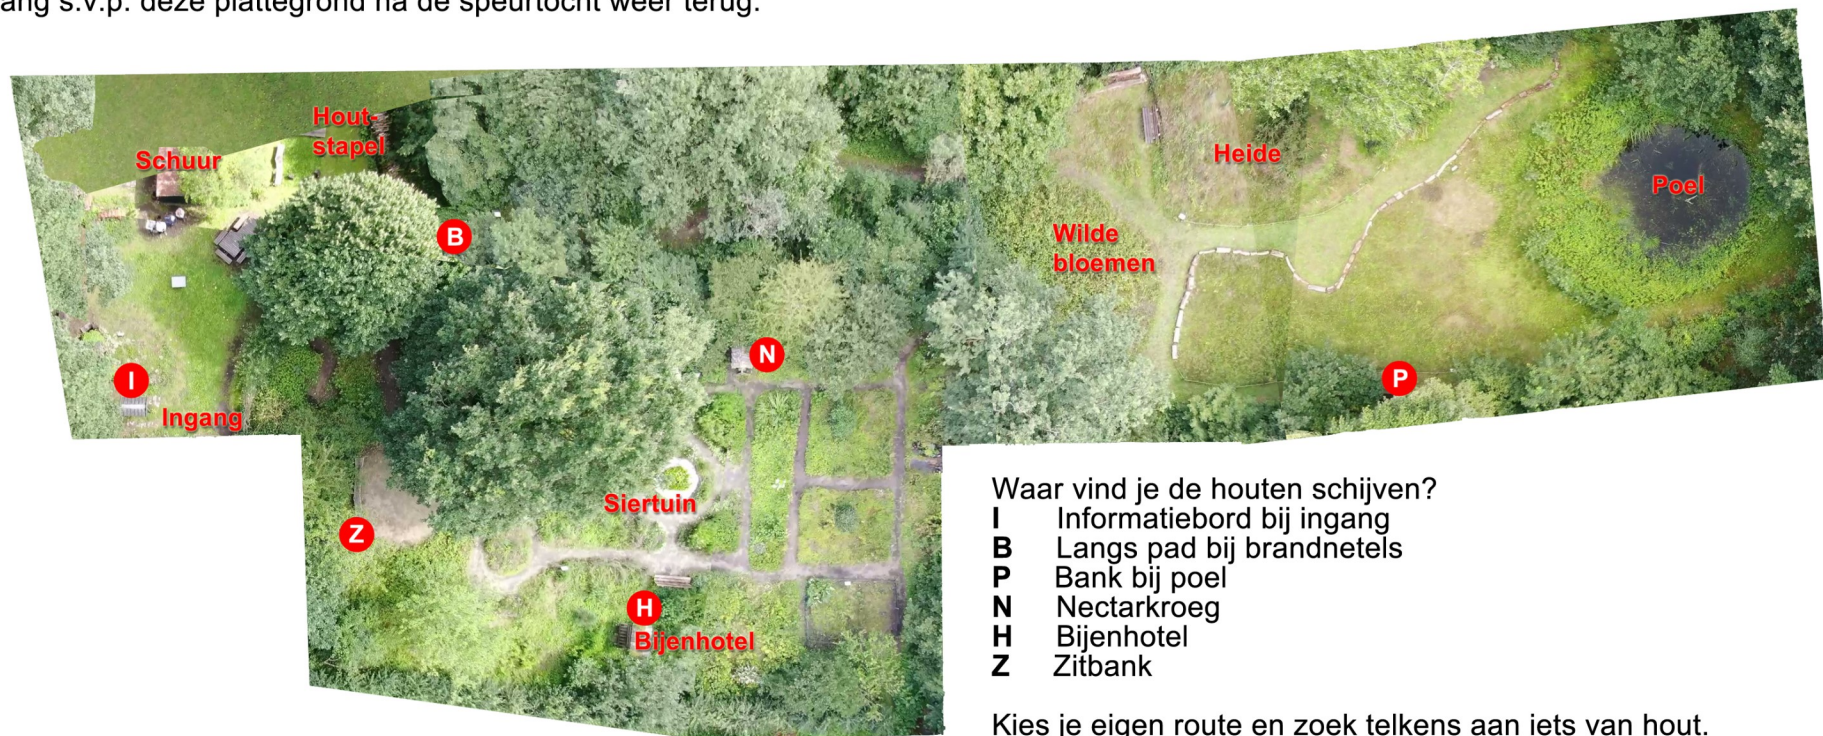 ang s.v.p. deze plattegrond na de speurtocht weer terug.
Hout-
stapel
Schuur
Heide
Poel
B
Wilde
bloemen
N
I
P
Ingang
Siertuin
Z
H
Bijenhotel
Waar vind je de houten schijven?
I Informatiebord bij ingang
B Langs pad bij brandnetels
P Bank bij poel
N Nectarkroeg
H Bijenhotel
Z Zitbank
Kies je eigen route en zoek telkens aan iets van hout.